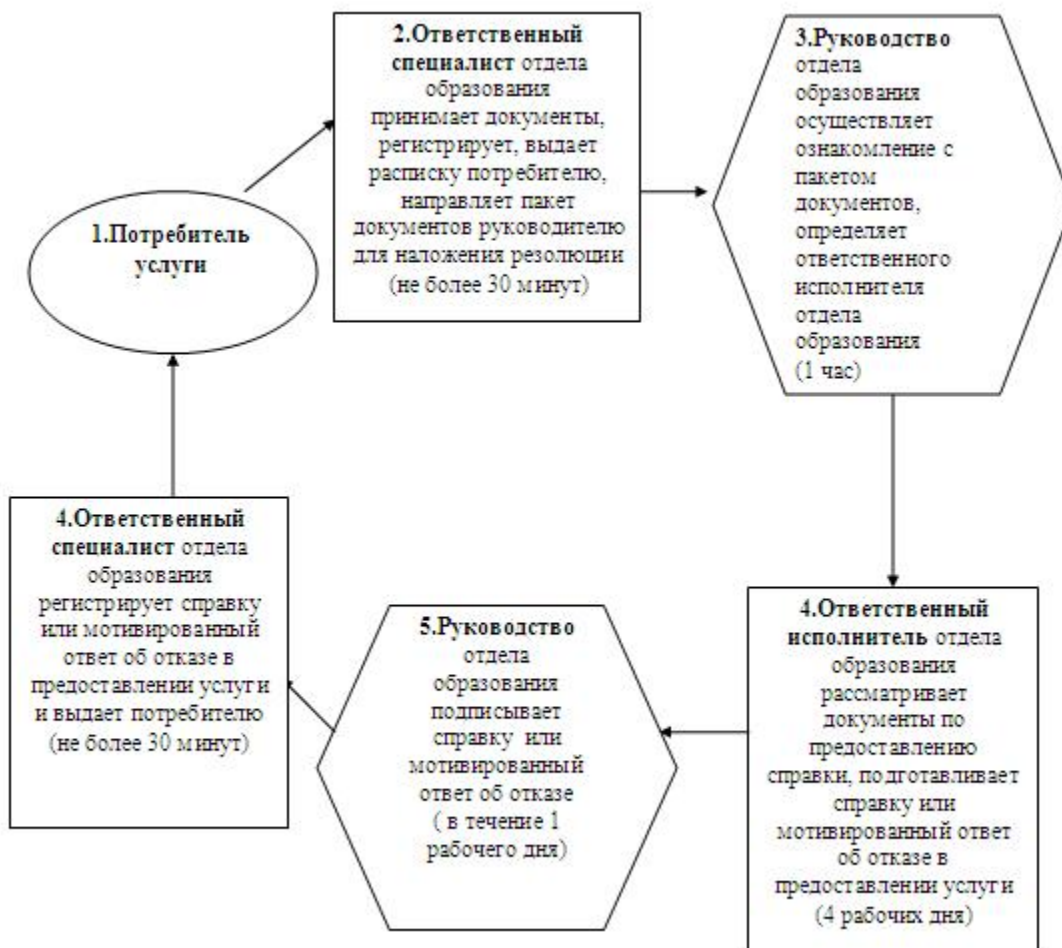 1.Потребитель
услуги
2.Ответственный
специалист отдела
образования
принимает документы,
регистрирует, выдает
расписку потребителю,
направляет пакет
документов руководителю
для наложения резолюции
(не более 30 минут)
3.Руководство
отдела
образования
осуществляет
ознакомление с
пакетом
документов,
определяет
ответственного
исполнителя
отдела
образования
(1 час)
4.Ответственный
исполнитель отдела
образования
рассматривает
документы по
предоставлению
справки, подготавливает
справку или
мотивированный ответ
об отказе в
предоставлении услуги
(4 рабочих дня)
5.Руководство
отдела
образования
подписывает
справку или
мотивированный
ответ об отказе
( в течение 1
рабочего дня)
4.Ответственный
специалист отдела
образования
регистрирует справку
или мотивированный
ответ об отказе в
предоставлении услуги
и выдает потребителю
(не более 30 минут)